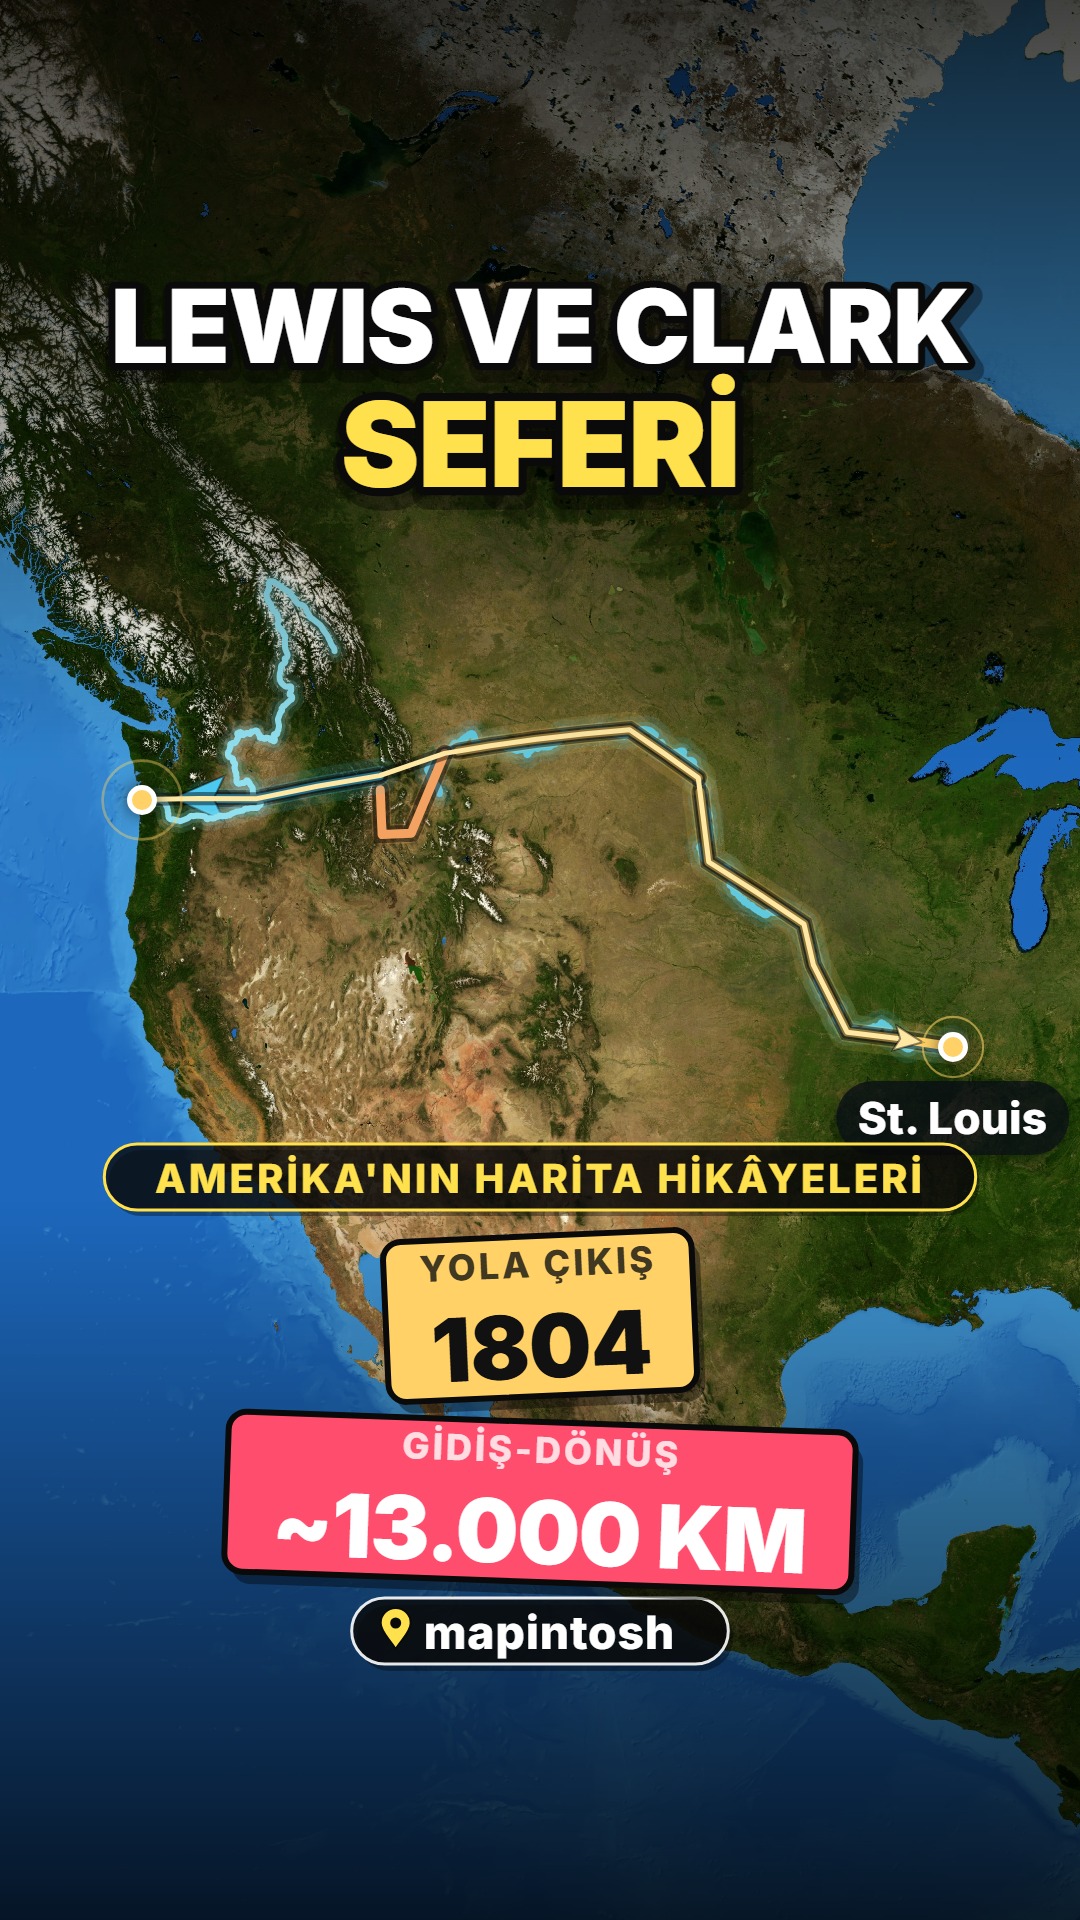 LEWIS VE CLARK
SEFERİ
St. Louis
AMERİKA'NIN HARİTA HİKÂYELERİ
YOLA ÇIKIŞ
1804
GİDİŞ-DÖNÜŞ
~13.000 KM
mapintosh